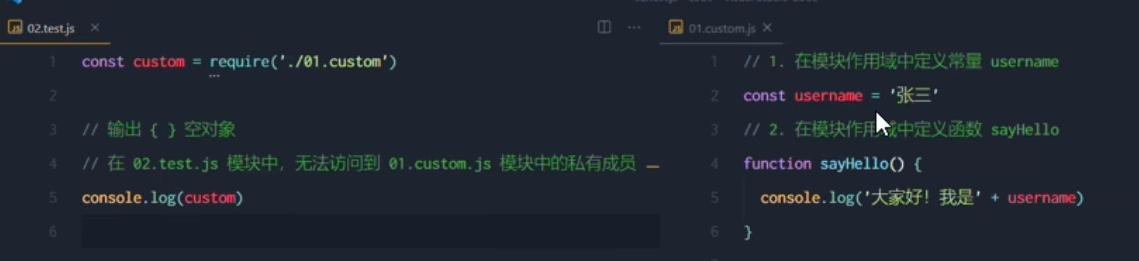 02.test.js
1 const custom = require('./01.custom')
2
3 // 输出 { } 空对象
4 // 在 02.test.js 模块中，无法访问到 01.custom.js 模块中的私有成员
5 console.log(custom)
6
01.custom.js
1 // 1. 在模块作用域中定义常量 username
2 const username = '张三'
3 // 2. 在模块作用域中定义函数 sayHello
4 function sayHello() {
5 console.log('大家好！我是' + username)
6 }